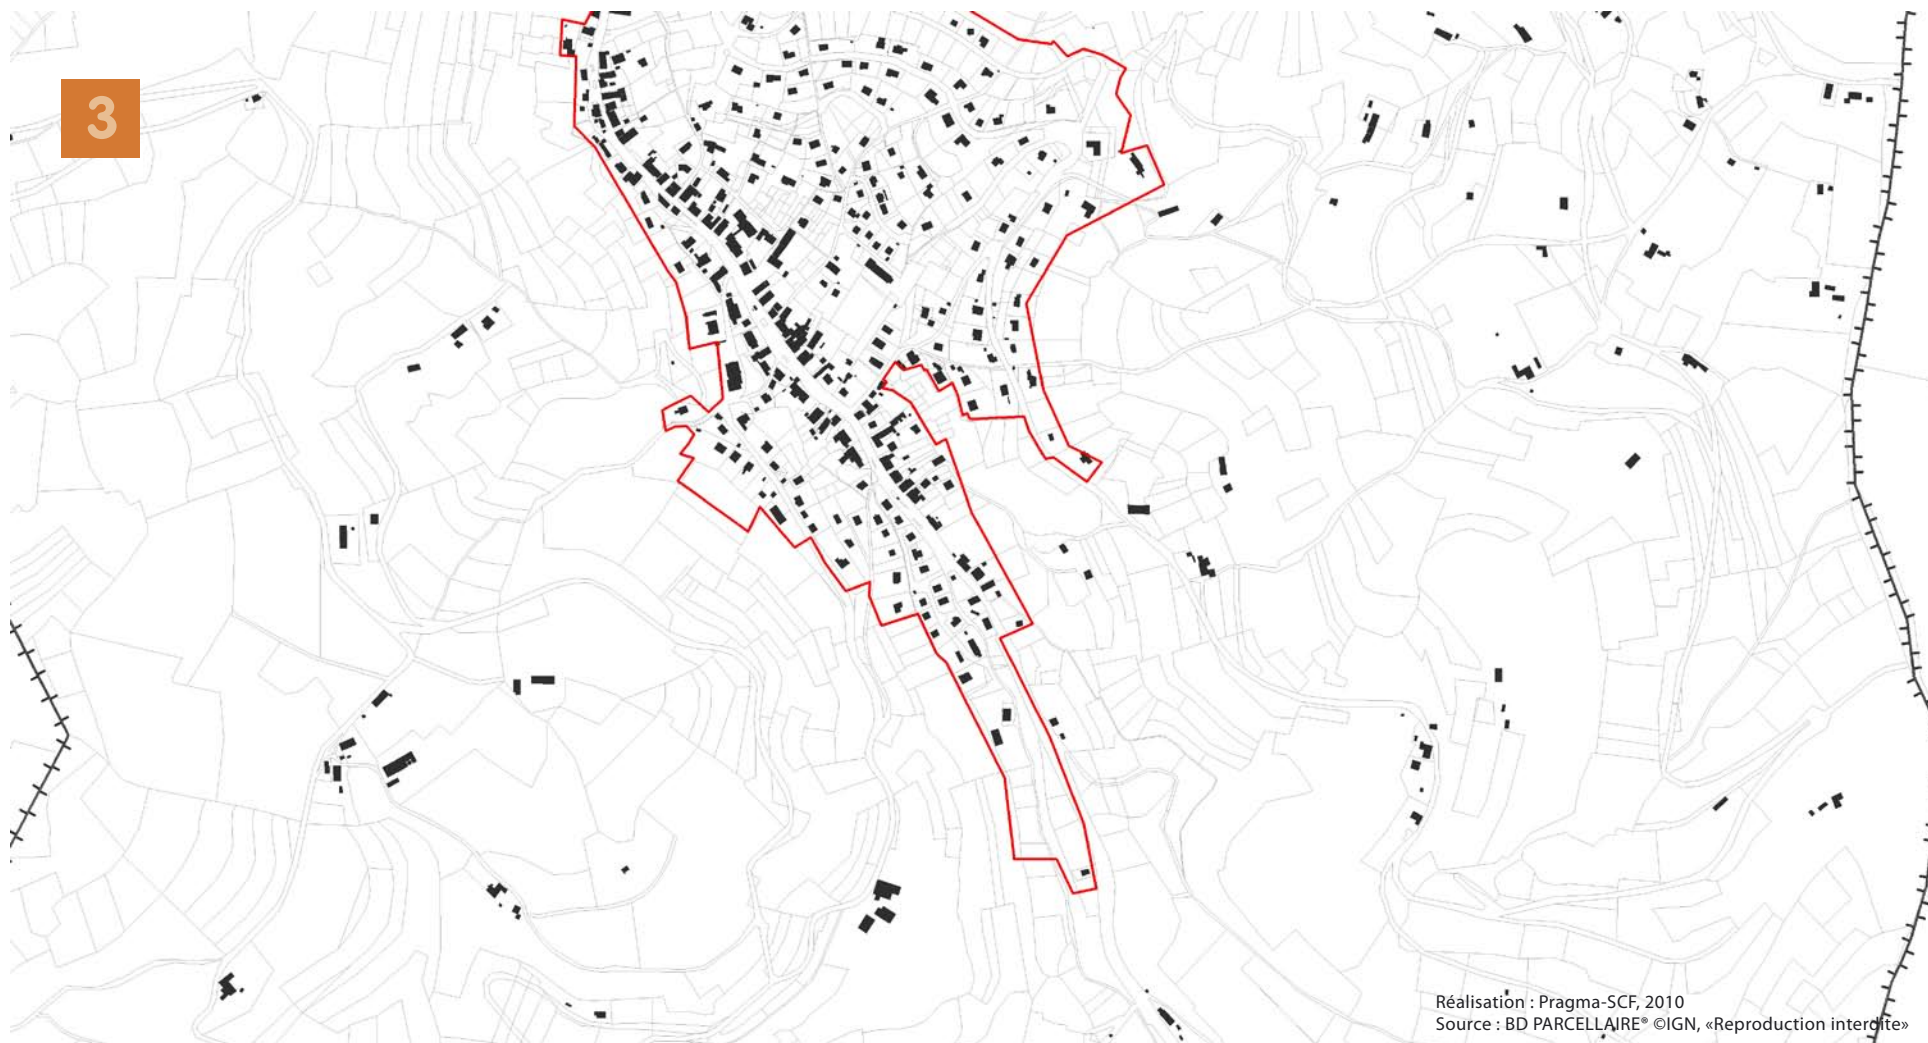 3
Réalisation : Pragma-SCF, 2010
Source : BD PARCELLAIRE® ©IGN, «Reproduction interdite»